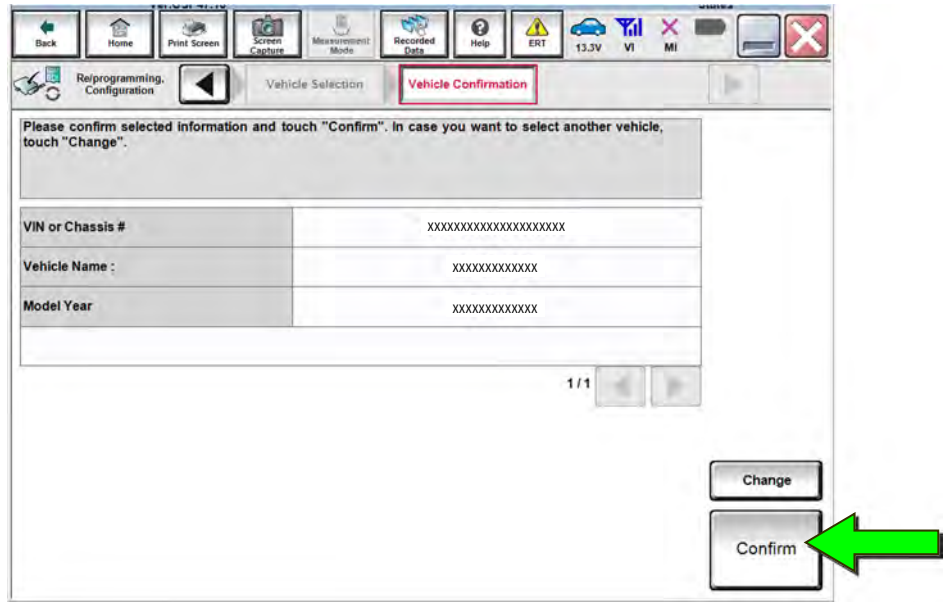 Back
Home
Print Screen
Screen
Capture
Measurement
Mode
Recorded
Data
Help
ERT
13.3V
VI
MI
Re/programming,
Configuration
Vehicle Selection
Vehicle Confirmation
Please confirm selected information and touch "Confirm". In case you want to select another vehicle,
touch "Change".
VIN or Chassis #
XXXXXXXXXXXXXXXXXXXXX
Vehicle Name :
XXXXXXXXXXXXX
Model Year
XXXXXXXXXXXXX
1/1
Change
Confirm